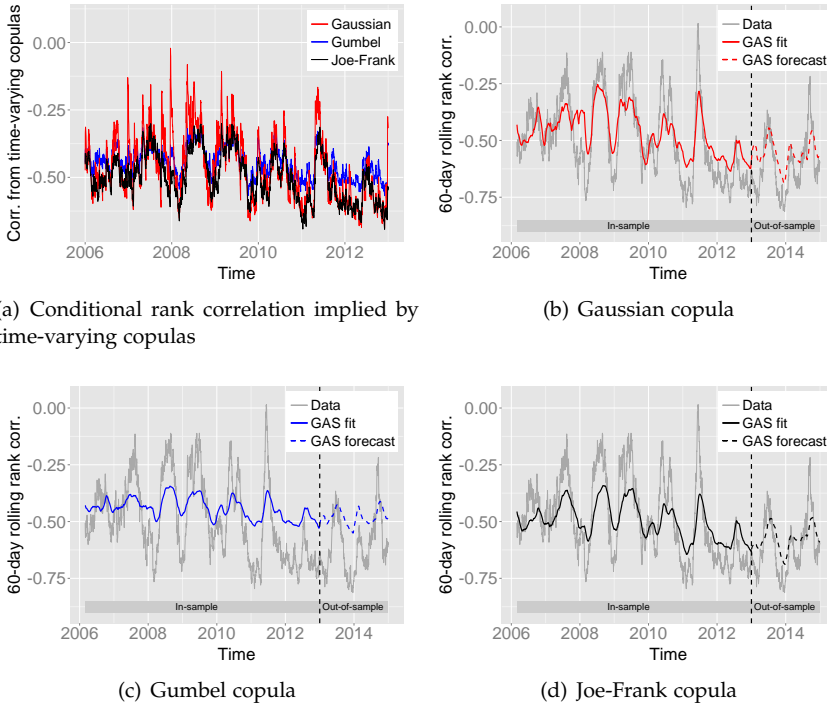 Corr. from time-varying copulas
0.00
-0.25
-0.50
Gaussian
Gumbel
Joe-Frank
2006
2008
2010
2012
Time
(a) Conditional rank correlation implied by
time-varying copulas
60-day rolling rank corr.
0.00
-0.25
-0.50
-0.75
Data
GAS fit
GAS forecast
In-sample
Out-of-sample
2006
2008
2010
2012
2014
Time
(b) Gaussian copula
60-day rolling rank corr.
0.00
-0.25
-0.50
-0.75
Data
GAS fit
GAS forecast
In-sample
Out-of-sample
2006
2008
2010
2012
2014
Time
(c) Gumbel copula
60-day rolling rank corr.
0.00
-0.25
-0.50
-0.75
Data
GAS fit
GAS forecast
In-sample
Out-of-sample
2006
2008
2010
2012
2014
Time
(d) Joe-Frank copula